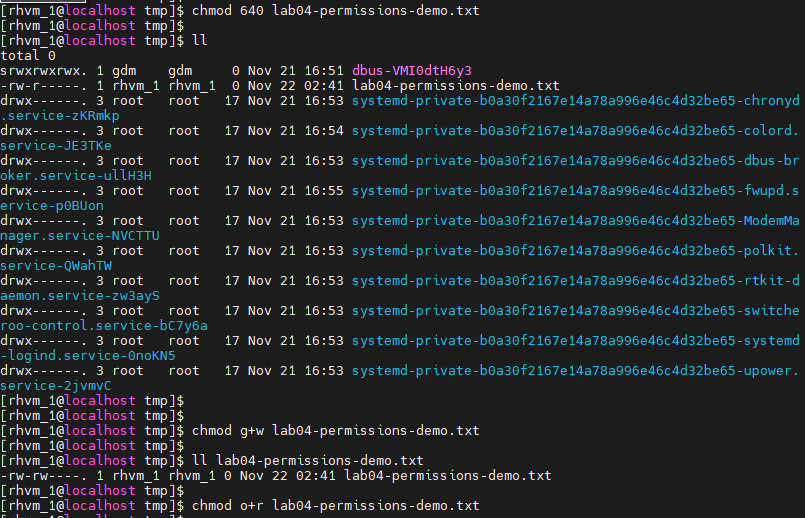 [rhvm_1@localhost tmp]$ chmod 640 lab04-permissions-demo.txt
[rhvm_1@localhost tmp]$
[rhvm_1@localhost tmp]$ ll
total 0
srwxrwxrwx. 1 gdm    gdm     0 Nov 21 16:51 dbus-VMI0dtH6y3
-rw-r-----. 1 rhvm_1 rhvm_1  0 Nov 22 02:41 lab04-permissions-demo.txt
drwx------. 3 root   root   17 Nov 21 16:53 systemd-private-b0a30f2167e14a78a996e46c4d32be65-chronyd
.service-zKRmkp
drwx------. 3 root   root   17 Nov 21 16:54 systemd-private-b0a30f2167e14a78a996e46c4d32be65-colord.
service-JE3TKe
drwx------. 3 root   root   17 Nov 21 16:53 systemd-private-b0a30f2167e14a78a996e46c4d32be65-dbus-br
oker.service-ullH3H
drwx------. 3 root   root   17 Nov 21 16:55 systemd-private-b0a30f2167e14a78a996e46c4d32be65-fwupd.s
ervice-p0BUon
drwx------. 3 root   root   17 Nov 21 16:53 systemd-private-b0a30f2167e14a78a996e46c4d32be65-ModemMa
nager.service-NVCTTU
drwx------. 3 root   root   17 Nov 21 16:53 systemd-private-b0a30f2167e14a78a996e46c4d32be65-polkit.
service-QWahTW
drwx------. 3 root   root   17 Nov 21 16:53 systemd-private-b0a30f2167e14a78a996e46c4d32be65-rtkit-d
aemon.service-zw3ayS
drwx------. 3 root   root   17 Nov 21 16:53 systemd-private-b0a30f2167e14a78a996e46c4d32be65-switche
roo-control.service-bC7y6a
drwx------. 3 root   root   17 Nov 21 16:53 systemd-private-b0a30f2167e14a78a996e46c4d32be65-systemd
-logind.service-0noKN5
drwx------. 3 root   root   17 Nov 21 16:53 systemd-private-b0a30f2167e14a78a996e46c4d32be65-upower.
service-2jvmvC
[rhvm_1@localhost tmp]$
[rhvm_1@localhost tmp]$
[rhvm_1@localhost tmp]$ chmod g+w lab04-permissions-demo.txt
[rhvm_1@localhost tmp]$
[rhvm_1@localhost tmp]$ ll lab04-permissions-demo.txt
-rw-rw----. 1 rhvm_1 rhvm_1 0 Nov 22 02:41 lab04-permissions-demo.txt
[rhvm_1@localhost tmp]$
[rhvm_1@localhost tmp]$ chmod o+r lab04-permissions-demo.txt
[rhvm_1@localhost tmp]$